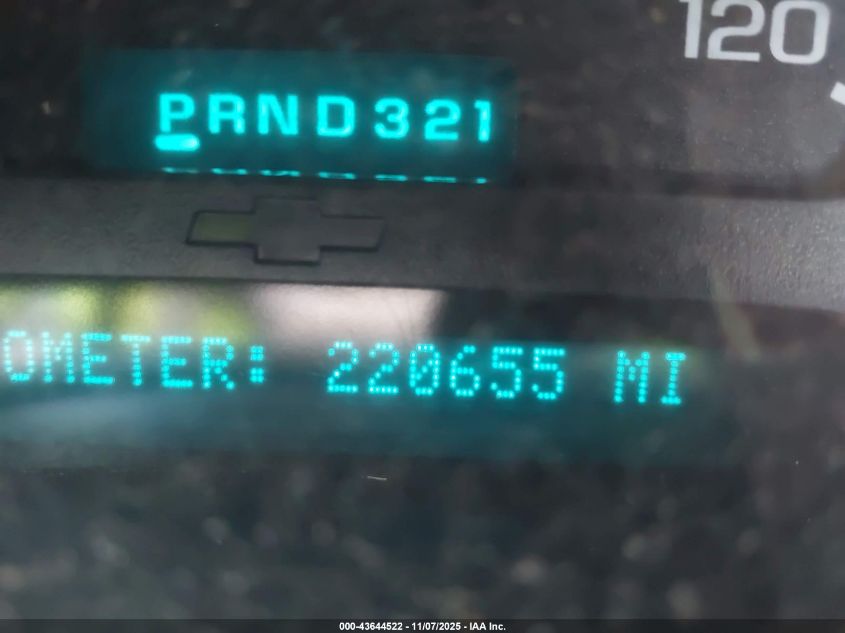 120
PRND321
OMETER: 220655 MI
000-43644522 - 11/07/2025 - IAA Inc.